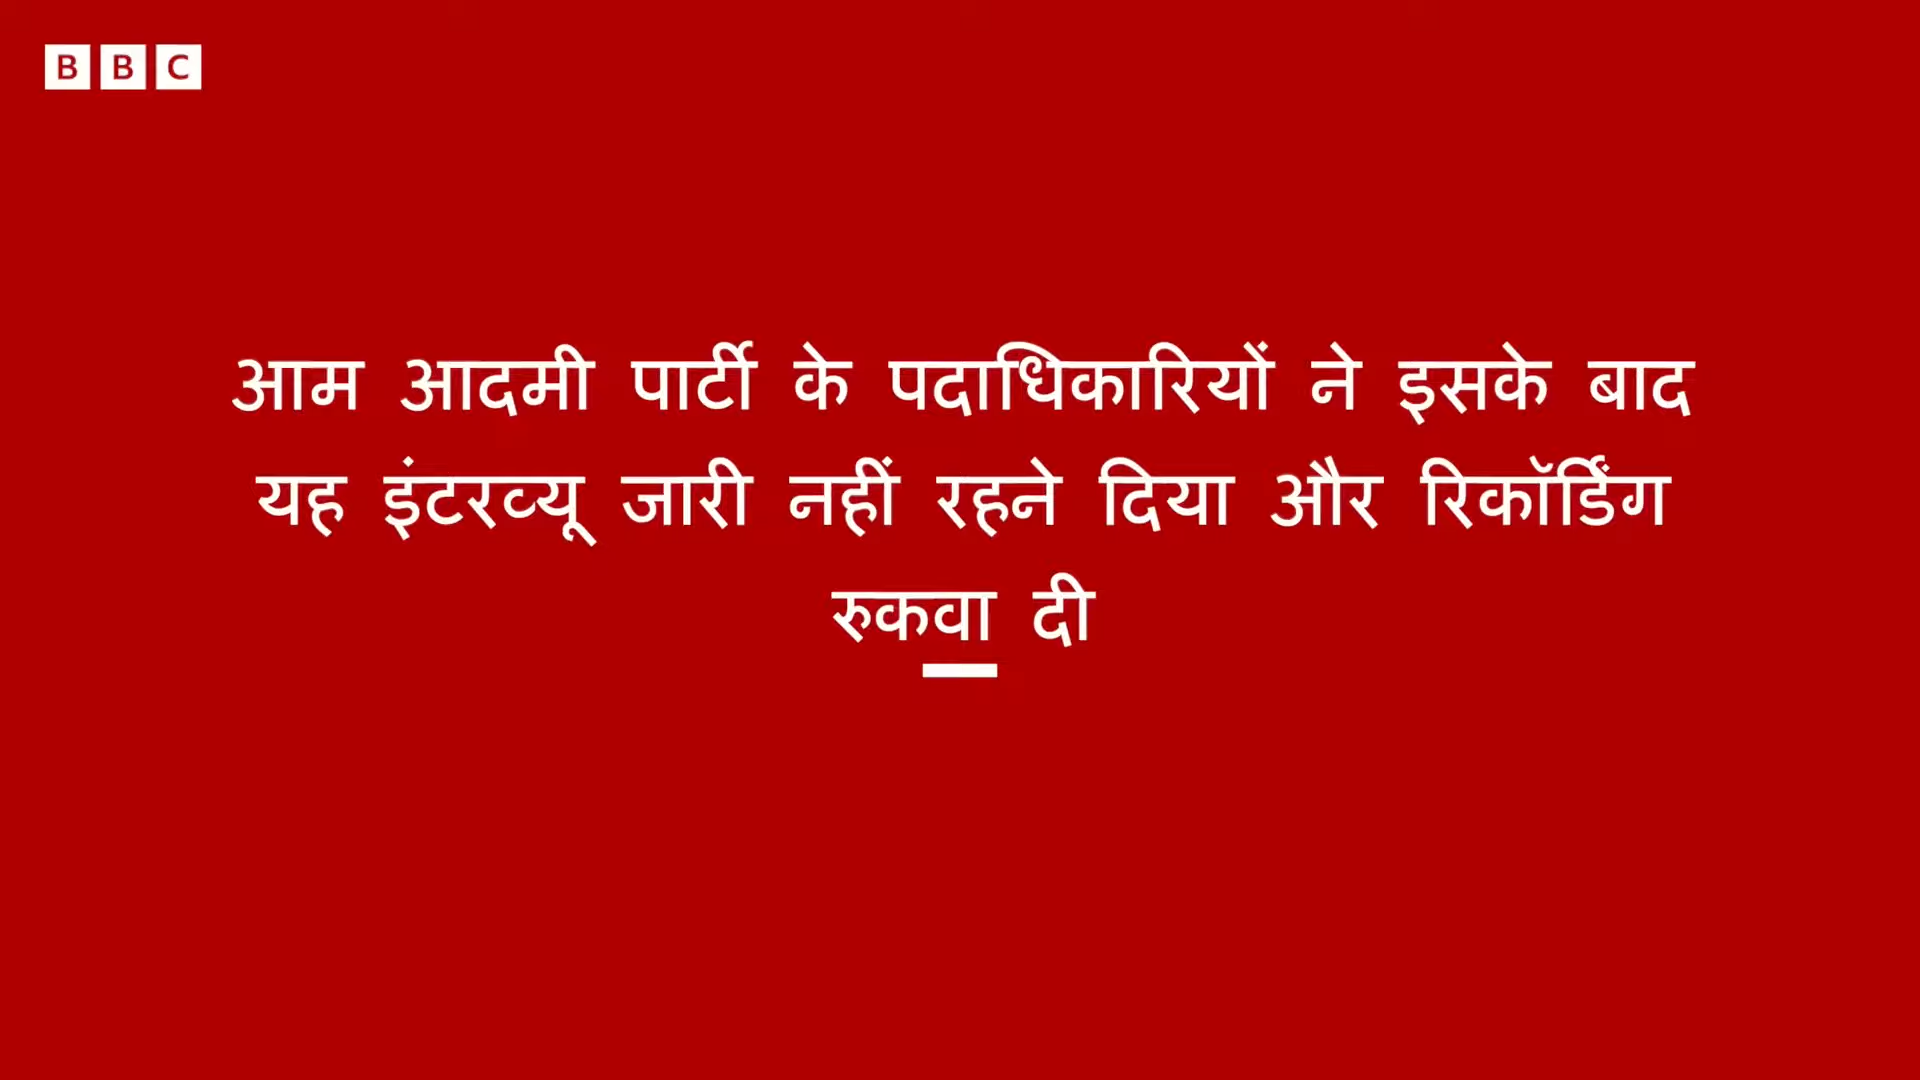 BBC
आम आदमी पार्टी के पदाधिकारियों ने इसके बाद
यह इंटरव्यू जारी नहीं रहने दिया और रिकॉर्डिंग
रुकवा दी